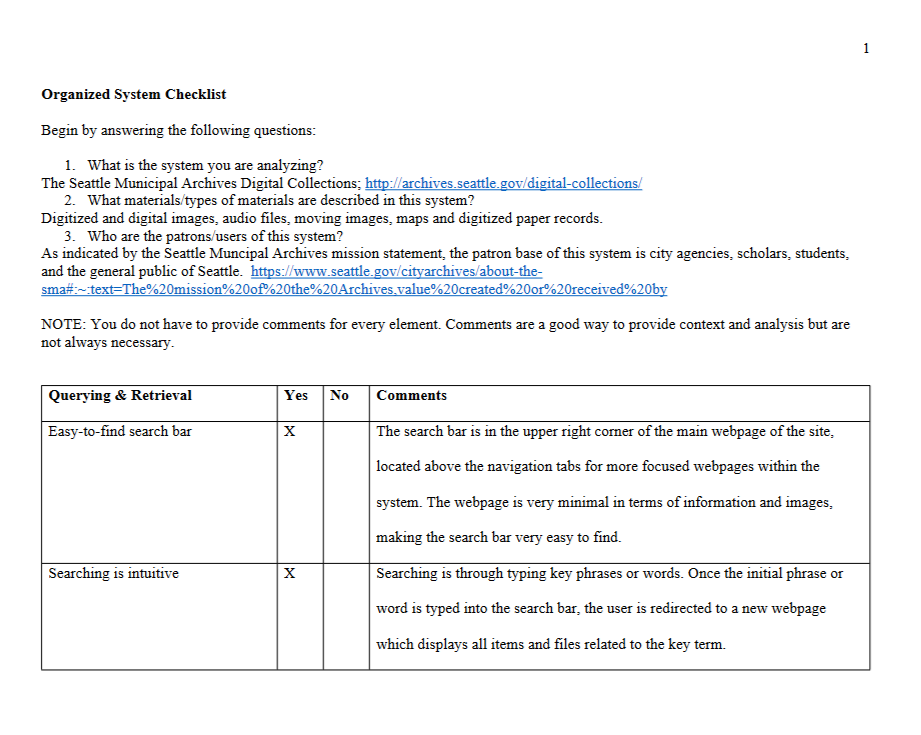 1
Organized System Checklist
Begin by answering the following questions:
1. What is the system you are analyzing?
The Seattle Municipal Archives Digital Collections; http://archives.seattle.gov/digital-collections/
2. What materials/types of materials are described in this system?
Digitized and digital images, audio files, moving images, maps and digitized paper records.
3. Who are the patrons/users of this system?
As indicated by the Seattle Muncipal Archives mission statement, the patron base of this system is city agencies, scholars, students,
and the general public of Seattle. https://www.seattle.gov/cityarchives/about-the-
sma#:~:text=The%20mission%20of%20the%20Archives,value%20created%20or%20received%20by
NOTE: You do not have to provide comments for every element. Comments are a good way to provide context and analysis but are
not always necessary.
Querying & Retrieval Yes No Comments
Easy-to-find search bar X The search bar is in the upper right corner of the main webpage of the site,
located above the navigation tabs for more focused webpages within the
system. The webpage is very minimal in terms of information and images,
making the search bar very easy to find.
Searching is intuitive X Searching is through typing key phrases or words. Once the initial phrase or
word is typed into the search bar, the user is redirected to a new webpage
which displays all items and files related to the key term.